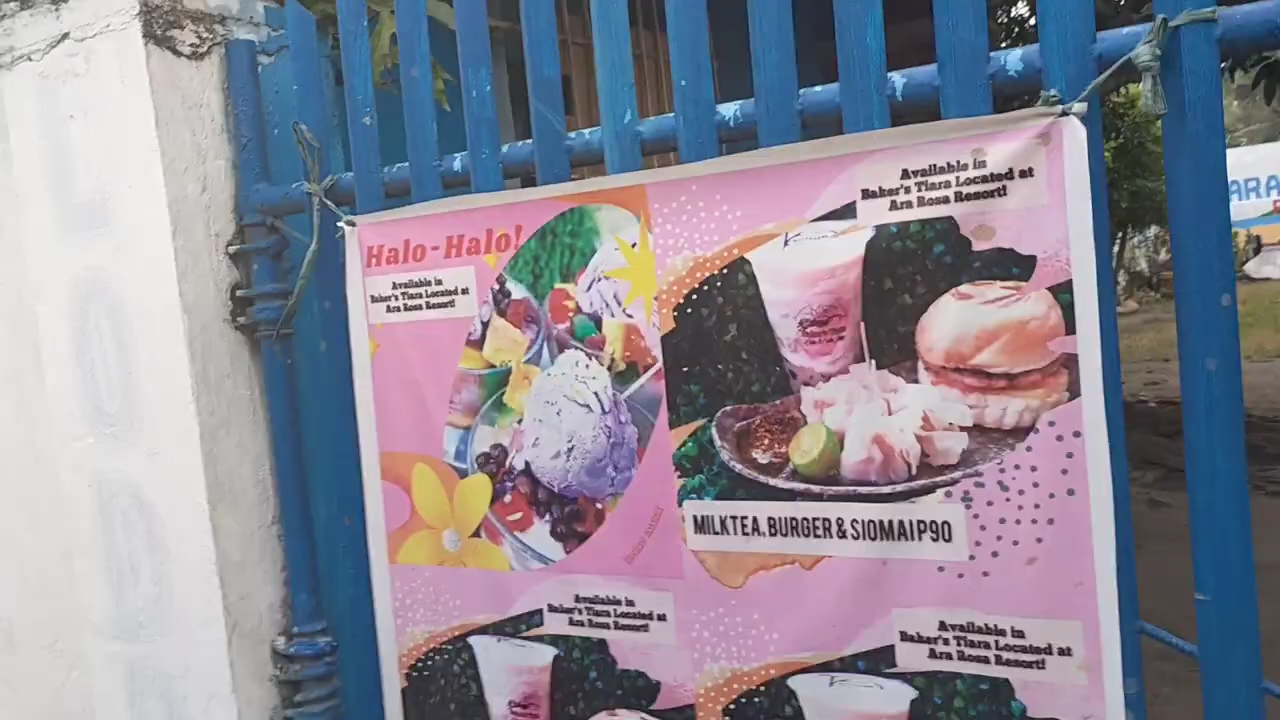 Halo-Halo!
Available in
Baker's Tiara Located at
Ara Rosa Resort!
Available in
Baker's Tiara Located at
Ara Rosa Resort!
MILKTEA, BURGER & SIOMAI P90
Available in
Baker's Tiara Located at
Ara Rosa Resort!
Available in
Baker's Tiara Located at
Ara Rosa Resort!
ARA